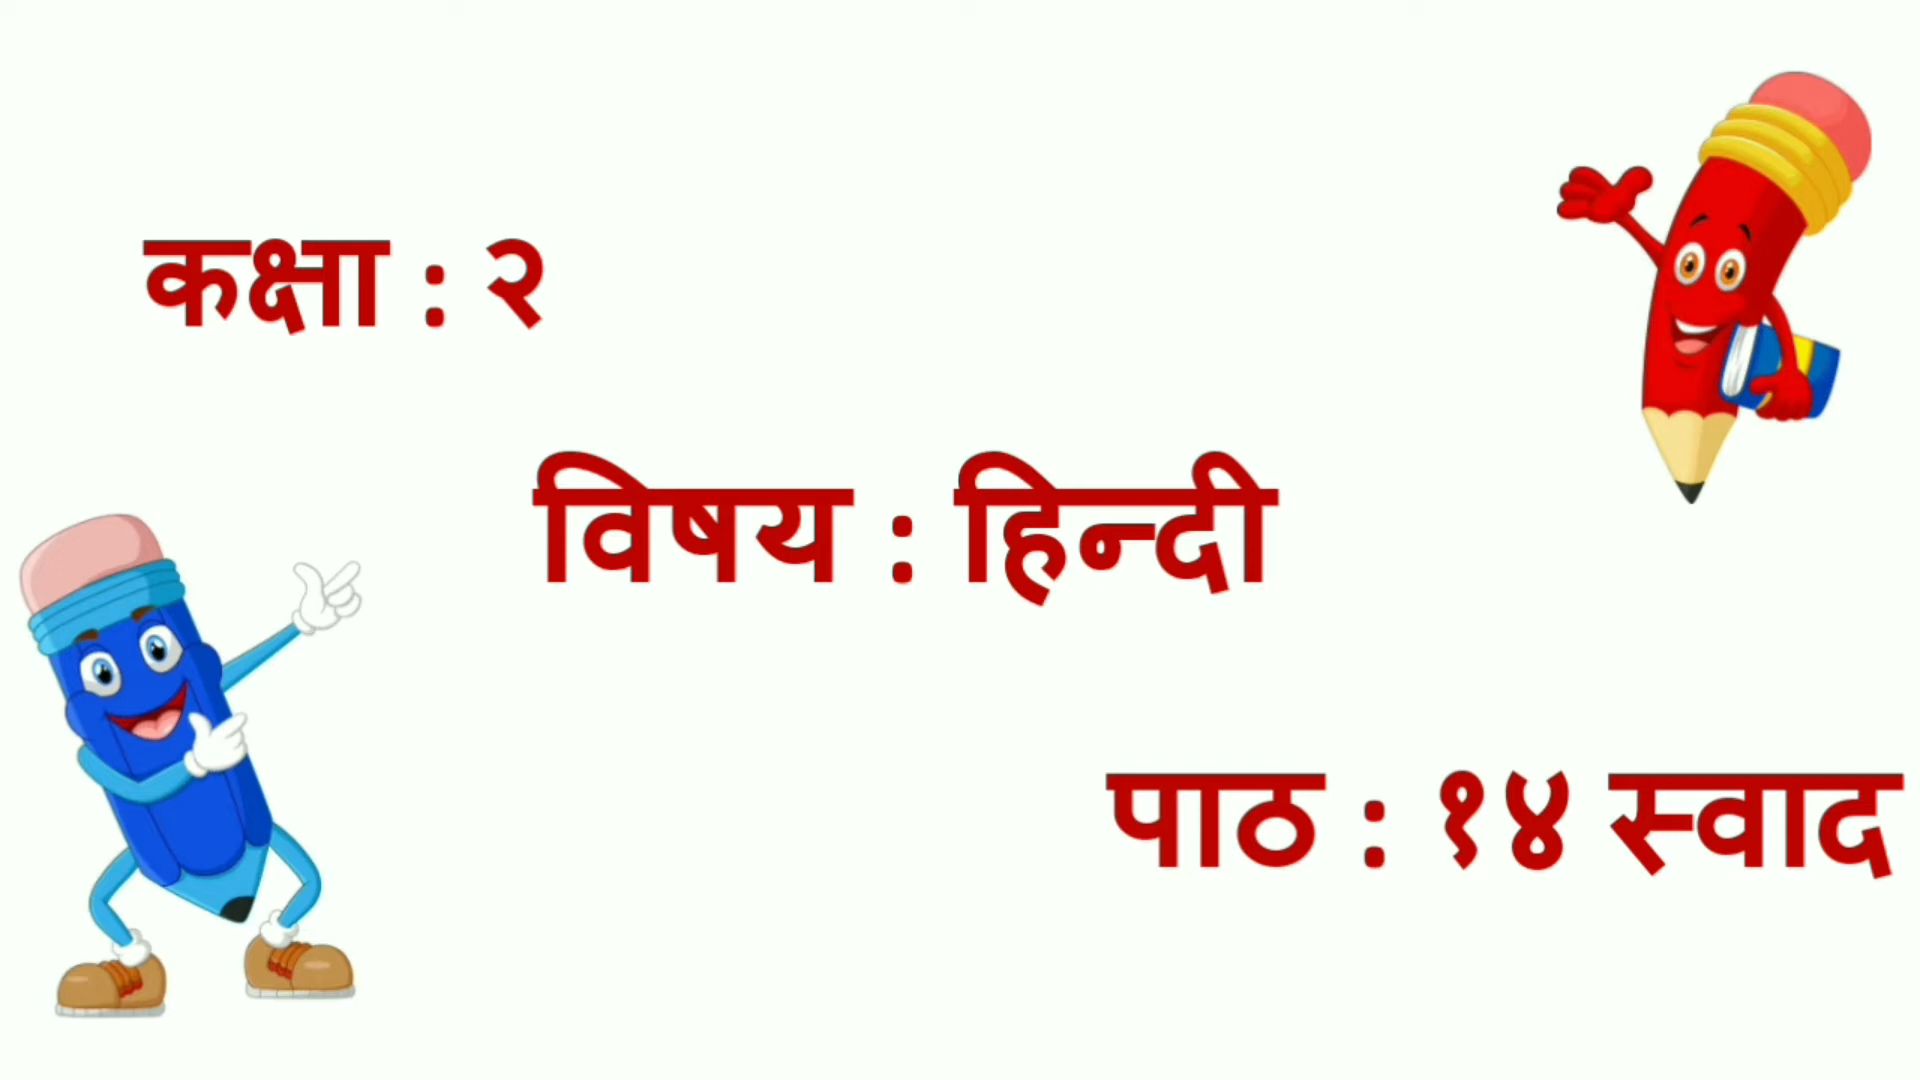 कक्षा : २
विषय : हिन्दी
पाठ : १४ स्वाद